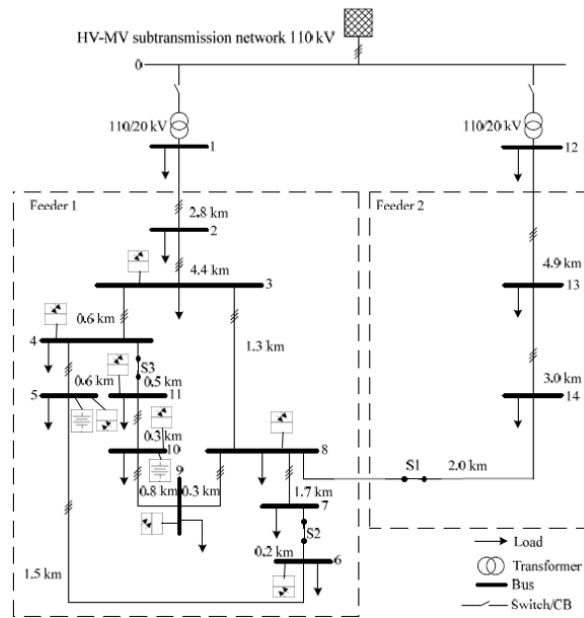 HV-MV subtransmission network 110 kV
0
110/20 kV
110/20 kV
1
12
Feeder 1
Feeder 2
2.8 km
2
4.9 km
4.4 km
3
13
0.6 km
1.3 km
4
3.0 km
S3
5
0.6 km
0.5 km
11
14
0.3 km
10
8
9
S1
2.0 km
0.8 km
0.3 km
1.7 km
7
S2
Load
0.2 km
6
Transformer
1.5 km
Bus
Switch/CB